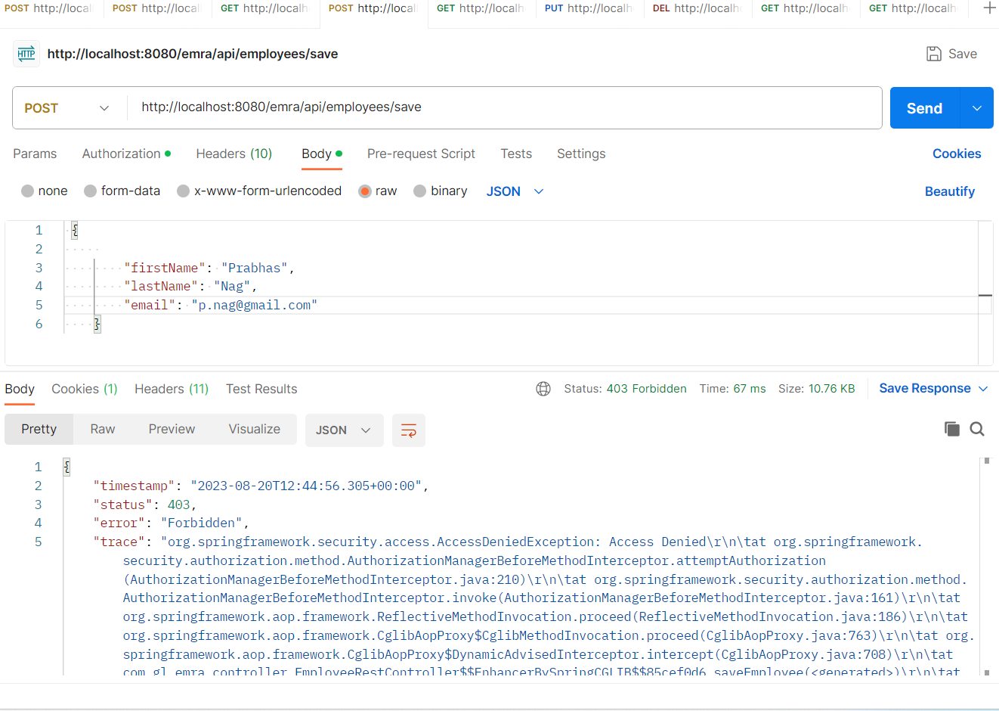 POST http://local POST http://local GET http://localh POST http://local GET http://localh PUT http://localh DEL http://localh GET http://localh GET http://localh
HTTP http://localhost:8080/emra/api/employees/save Save
POST http://localhost:8080/emra/api/employees/save Send
Params Authorization Headers (10) Body Pre-request Script Tests Settings Cookies
none form-data x-www-form-urlencoded raw binary JSON Beautify
1 {
2
3 "firstName": "Prabhas",
4 "lastName": "Nag",
5 "email": "p.nag@gmail.com"
6 }
Body Cookies (1) Headers (11) Test Results Status: 403 Forbidden Time: 67 ms Size: 10.76 KB Save Response
Pretty Raw Preview Visualize JSON
1 {
2 "timestamp": "2023-08-20T12:44:56.305+00:00",
3 "status": 403,
4 "error": "Forbidden",
5 "trace": "org.springframework.security.access.AccessDeniedException: Access Denied\r\n\tat org.springframework.
security.authorization.method.AuthorizationManagerBeforeMethodInterceptor.attemptAuthorization
(AuthorizationManagerBeforeMethodInterceptor.java:210)\r\n\tat org.springframework.security.authorization.method.
AuthorizationManagerBeforeMethodInterceptor.invoke(AuthorizationManagerBeforeMethodInterceptor.java:161)\r\n\tat
org.springframework.aop.framework.ReflectiveMethodInvocation.proceed(ReflectiveMethodInvocation.java:186)\r\n\tat
org.springframework.aop.framework.CglibAopProxy$CglibMethodInvocation.proceed(CglibAopProxy.java:763)\r\n\tat org.
springframework.aop.framework.CglibAopProxy$DynamicAdvisedInterceptor.intercept(CglibAopProxy.java:708)\r\n\tat
com.gl.emra.controller.EmployeeRestController$$EnhancerBySpringCGLIB$$85cef0d6.saveEmployee(<generated>)\r\n\tat